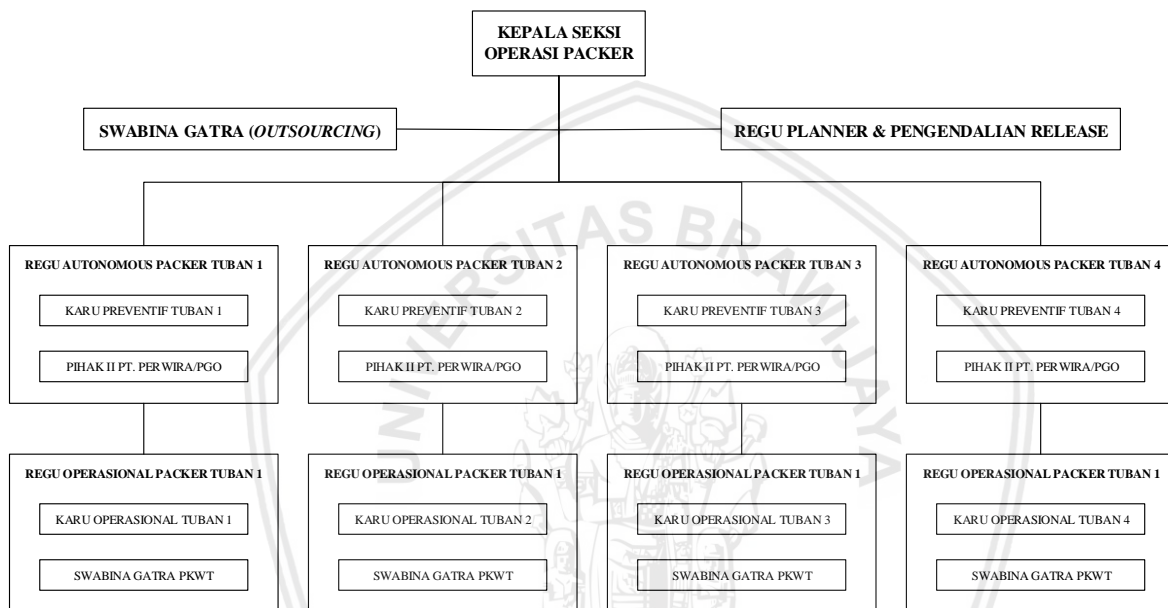 KEPALA SEKSI
OPERASI PACKER
SWABINA GATRA (OUTSOURCING)
REGU PLANNER & PENGENDALIAN RELEASE
UNIVERSITAS BRAWIJAYA
REGU AUTONOMOUS PACKER TUBAN 1
KARU PREVENTIF TUBAN 1
PIHAK II PT. PERWIRA/PGO
REGU AUTONOMOUS PACKER TUBAN 2
KARU PREVENTIF TUBAN 2
PIHAK II PT. PERWIRA/PGO
REGU AUTONOMOUS PACKER TUBAN 3
KARU PREVENTIF TUBAN 3
PIHAK II PT. PERWIRA/PGO
REGU AUTONOMOUS PACKER TUBAN 4
KARU PREVENTIF TUBAN 4
PIHAK II PT. PERWIRA/PGO
REGU OPERASIONAL PACKER TUBAN 1
KARU OPERASIONAL TUBAN 1
SWABINA GATRA PKWT
REGU OPERASIONAL PACKER TUBAN 1
KARU OPERASIONAL TUBAN 2
SWABINA GATRA PKWT
REGU OPERASIONAL PACKER TUBAN 1
KARU OPERASIONAL TUBAN 3
SWABINA GATRA PKWT
REGU OPERASIONAL PACKER TUBAN 1
KARU OPERASIONAL TUBAN 4
SWABINA GATRA PKWT